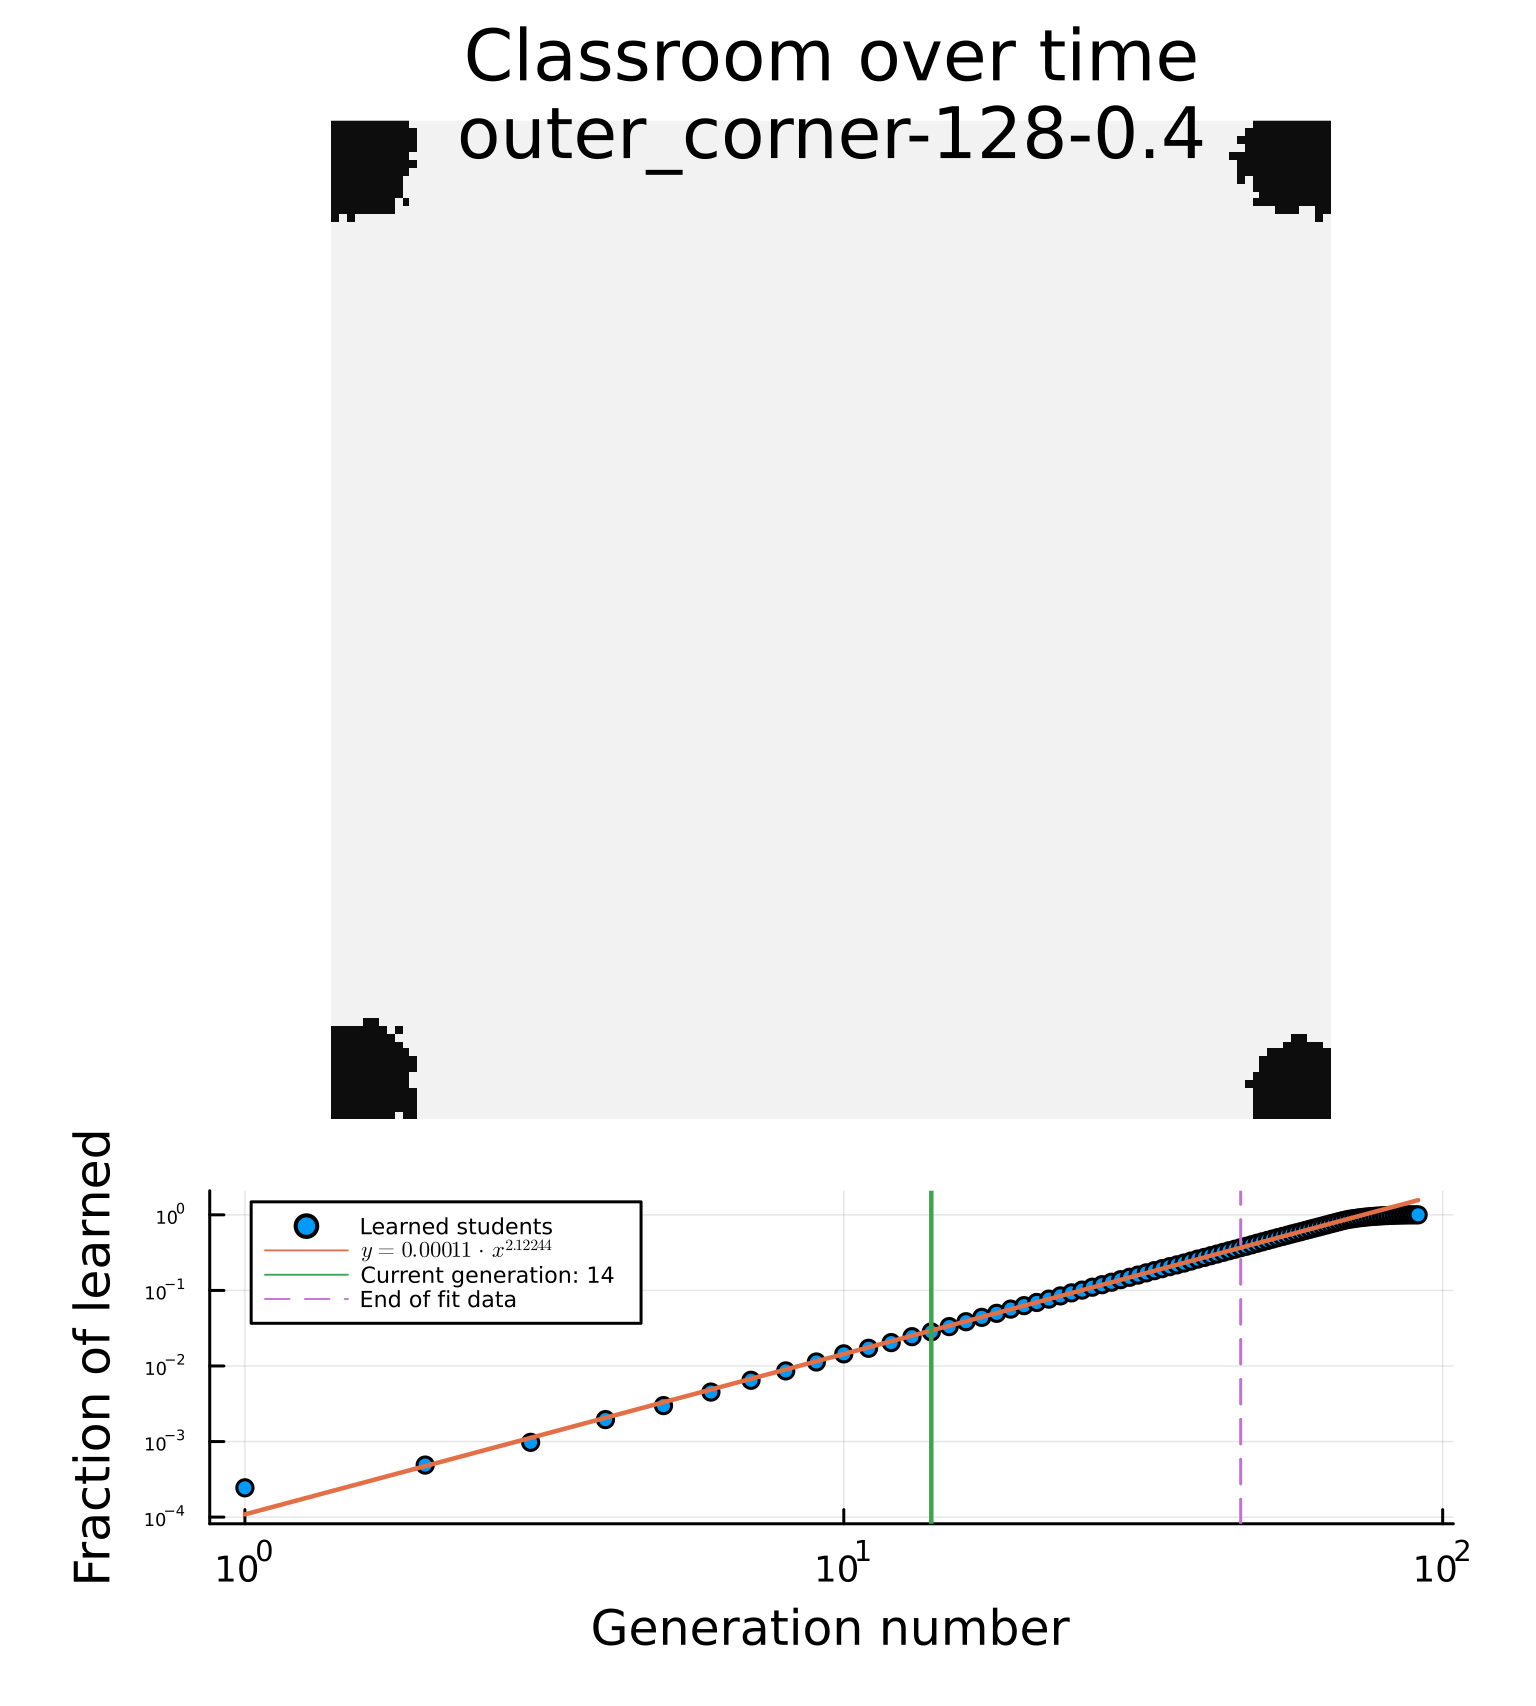 Classroom over time
outer_corner-128-0.4
Fraction of learned
10^0
10^-1
10^-2
10^-3
10^-4
Learned students
y = 0.00011 · x^2.12244
Current generation: 14
End of fit data
10^0
10^1
10^2
Generation number